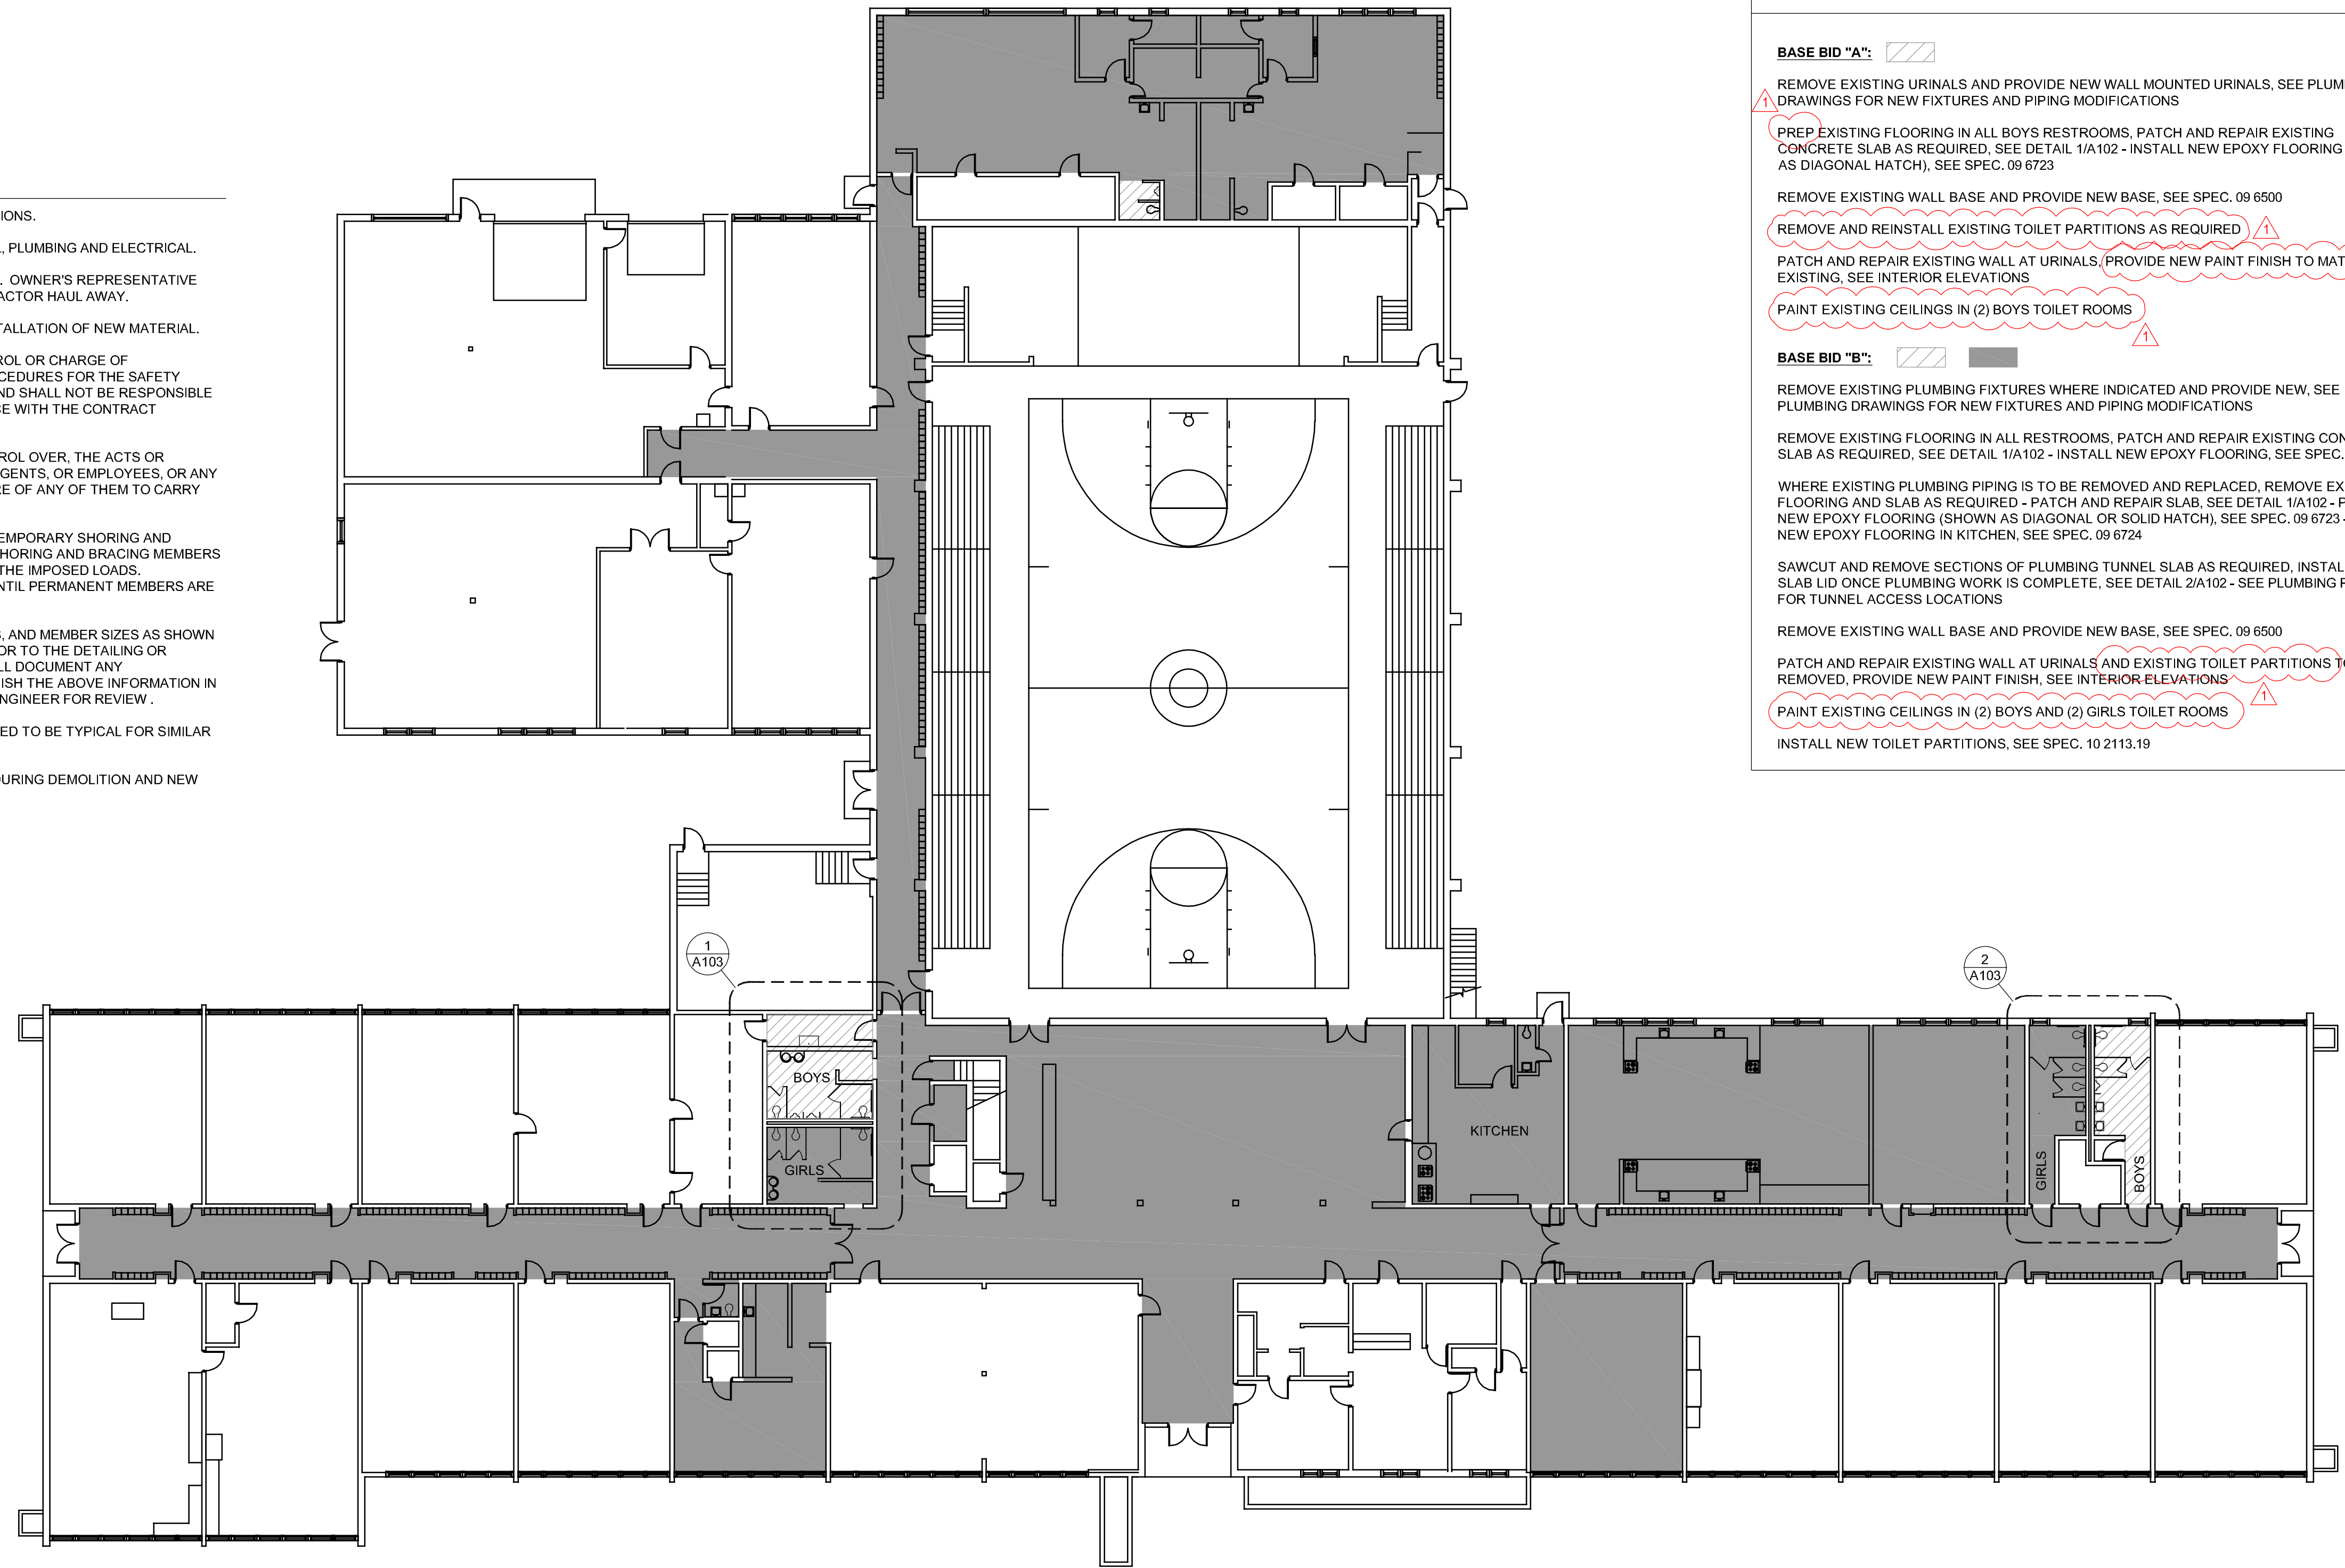 TIONS.
, PLUMBING AND ELECTRICAL.
. OWNER'S REPRESENTATIVE
ACTOR HAUL AWAY.
TALLATION OF NEW MATERIAL.
ROL OR CHARGE OF
CEDURES FOR THE SAFETY
ND SHALL NOT BE RESPONSIBLE
CE WITH THE CONTRACT
ROL OVER, THE ACTS OR
GENTS, OR EMPLOYEES, OR ANY
RE OF ANY OF THEM TO CARRY
EMPORARY SHORING AND
HORING AND BRACING MEMBERS
THE IMPOSED LOADS.
NTIL PERMANENT MEMBERS ARE
S, AND MEMBER SIZES AS SHOWN
OR TO THE DETAILING OR
LL DOCUMENT ANY
ISH THE ABOVE INFORMATION IN
NGINEER FOR REVIEW .
ED TO BE TYPICAL FOR SIMILAR
DURING DEMOLITION AND NEW
BASE BID "A":
REMOVE EXISTING URINALS AND PROVIDE NEW WALL MOUNTED URINALS, SEE PLUM
DRAWINGS FOR NEW FIXTURES AND PIPING MODIFICATIONS
1
PREP EXISTING FLOORING IN ALL BOYS RESTROOMS, PATCH AND REPAIR EXISTING
CONCRETE SLAB AS REQUIRED, SEE DETAIL 1/A102 - INSTALL NEW EPOXY FLOORING
AS DIAGONAL HATCH), SEE SPEC. 09 6723
REMOVE EXISTING WALL BASE AND PROVIDE NEW BASE, SEE SPEC. 09 6500
REMOVE AND REINSTALL EXISTING TOILET PARTITIONS AS REQUIRED
1
PATCH AND REPAIR EXISTING WALL AT URINALS, PROVIDE NEW PAINT FINISH TO MAT
EXISTING, SEE INTERIOR ELEVATIONS
PAINT EXISTING CEILINGS IN (2) BOYS TOILET ROOMS
1
BASE BID "B":
REMOVE EXISTING PLUMBING FIXTURES WHERE INDICATED AND PROVIDE NEW, SEE
PLUMBING DRAWINGS FOR NEW FIXTURES AND PIPING MODIFICATIONS
REMOVE EXISTING FLOORING IN ALL RESTROOMS, PATCH AND REPAIR EXISTING CON
SLAB AS REQUIRED, SEE DETAIL 1/A102 - INSTALL NEW EPOXY FLOORING, SEE SPEC.
WHERE EXISTING PLUMBING PIPING IS TO BE REMOVED AND REPLACED, REMOVE EX
FLOORING AND SLAB AS REQUIRED - PATCH AND REPAIR SLAB, SEE DETAIL 1/A102 - P
NEW EPOXY FLOORING (SHOWN AS DIAGONAL OR SOLID HATCH), SEE SPEC. 09 6723 -
NEW EPOXY FLOORING IN KITCHEN, SEE SPEC. 09 6724
SAWCUT AND REMOVE SECTIONS OF PLUMBING TUNNEL SLAB AS REQUIRED, INSTAL
SLAB LID ONCE PLUMBING WORK IS COMPLETE, SEE DETAIL 2/A102 - SEE PLUMBING P
FOR TUNNEL ACCESS LOCATIONS
REMOVE EXISTING WALL BASE AND PROVIDE NEW BASE, SEE SPEC. 09 6500
PATCH AND REPAIR EXISTING WALL AT URINALS AND EXISTING TOILET PARTITIONS TO
REMOVED, PROVIDE NEW PAINT FINISH, SEE INTERIOR ELEVATIONS
1
PAINT EXISTING CEILINGS IN (2) BOYS AND (2) GIRLS TOILET ROOMS
INSTALL NEW TOILET PARTITIONS, SEE SPEC. 10 2113.19
1
A103
2
A103
BOYS
GIRLS
KITCHEN
GIRLS
BOYS